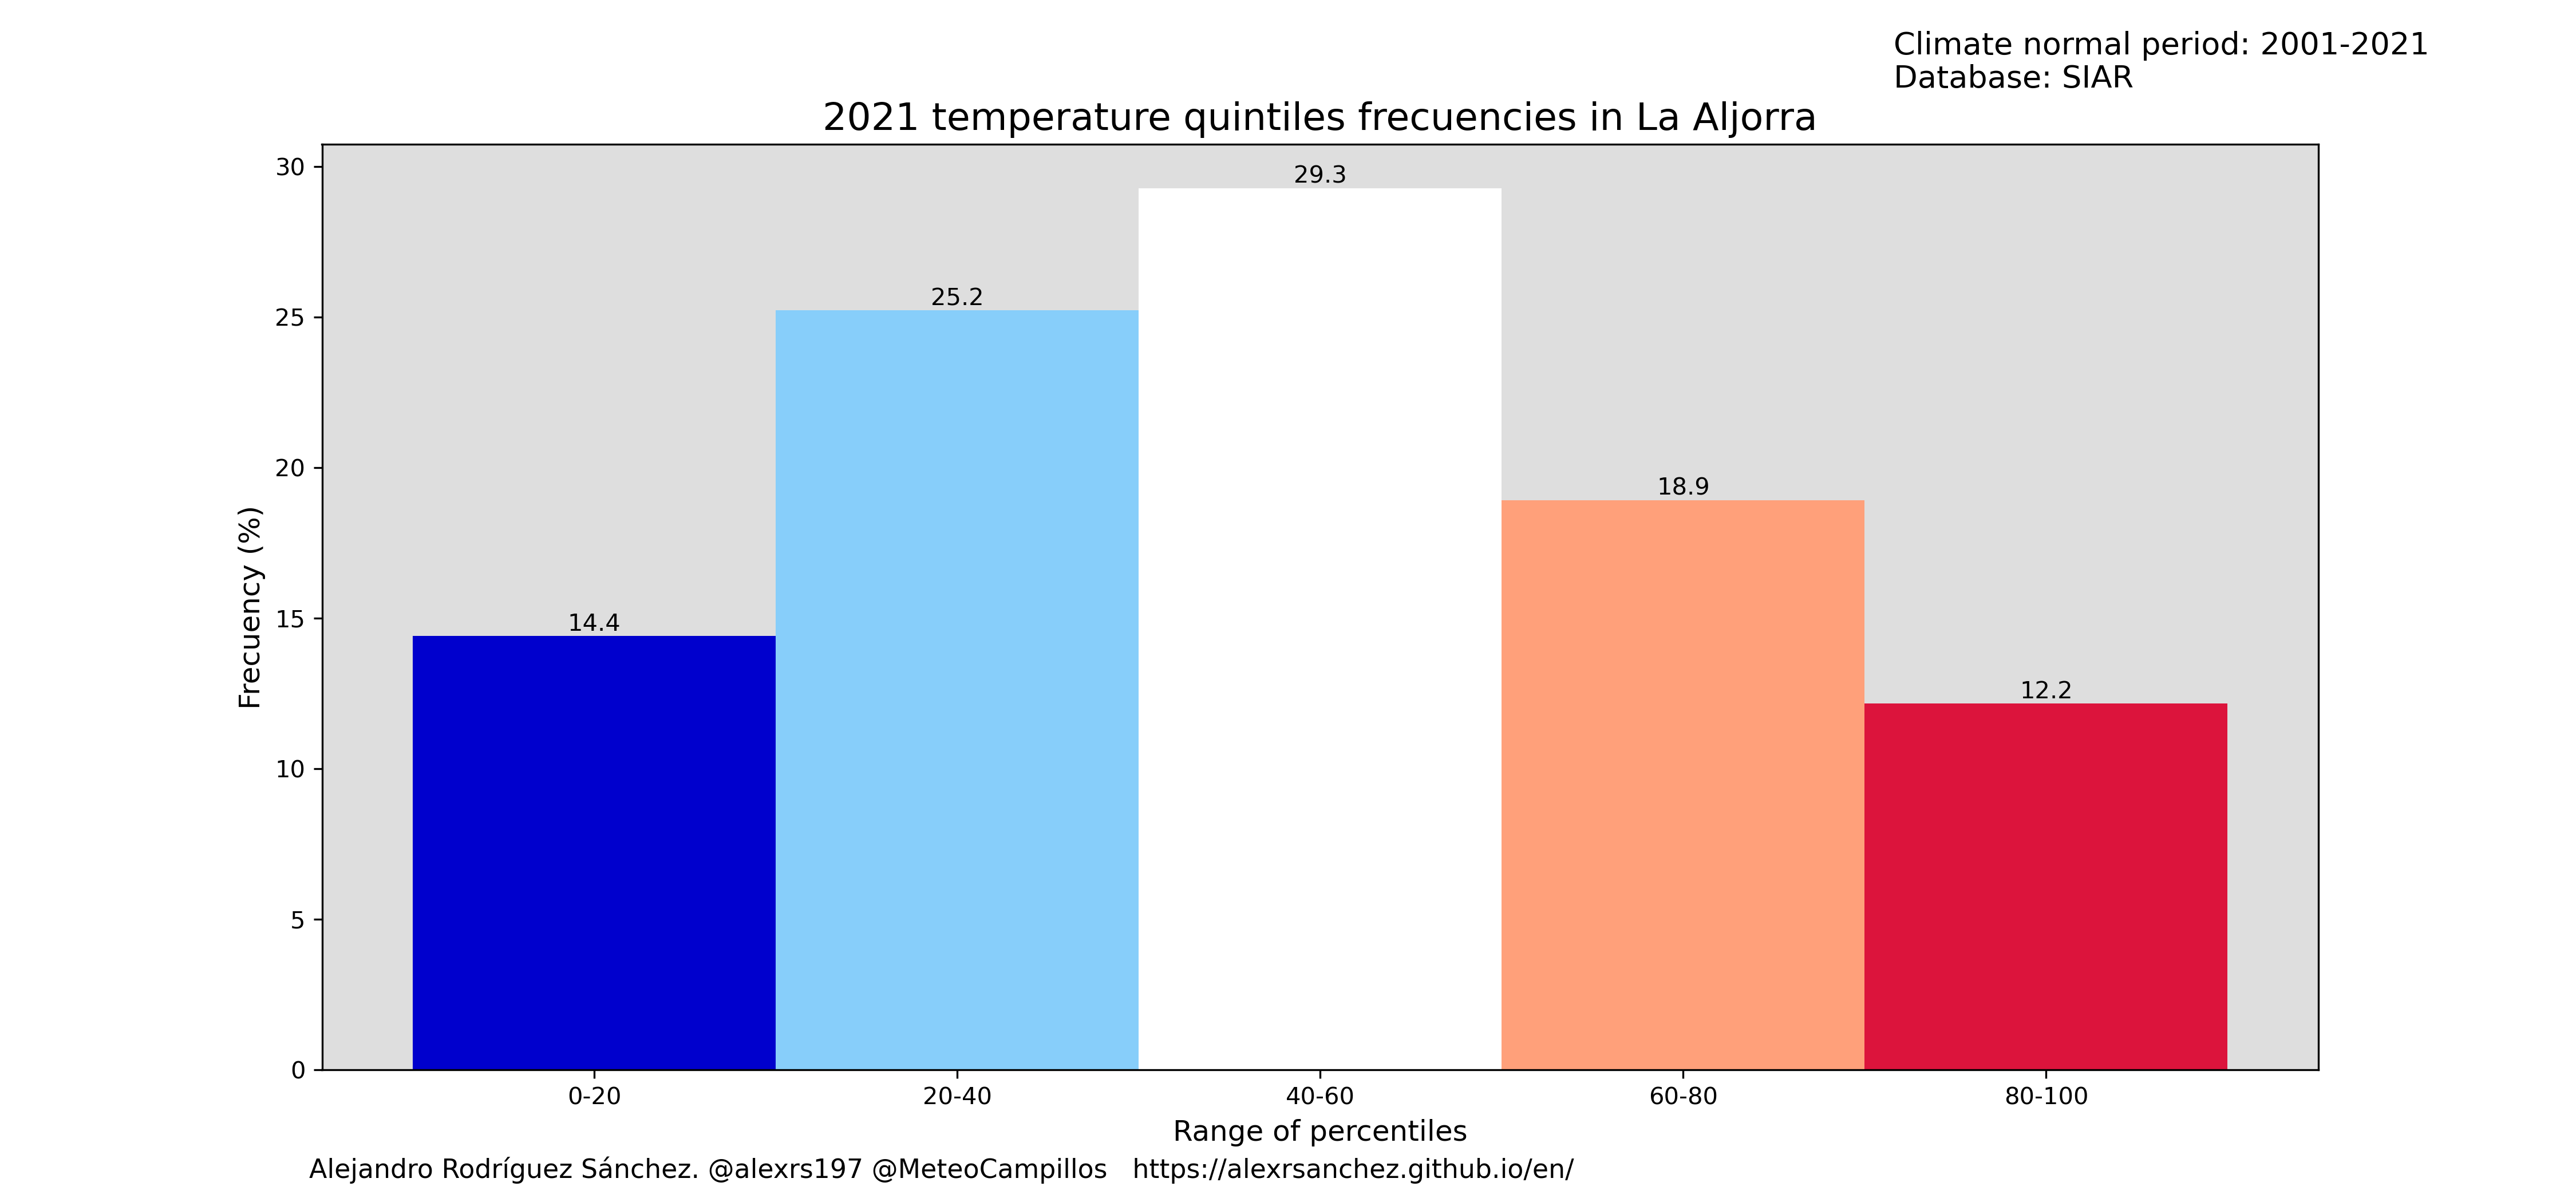 Climate normal period: 2001-2021
Database: SIAR
2021 temperature quintiles frecuencies in La Aljorra
Frecuency (%)
30
25
20
15
10
5
0
14.4
25.2
29.3
18.9
12.2
0-20
20-40
40-60
60-80
80-100
Range of percentiles
Alejandro Rodríguez Sánchez. @alexrs197 @MeteoCampillos https://alexrsanchez.github.io/en/